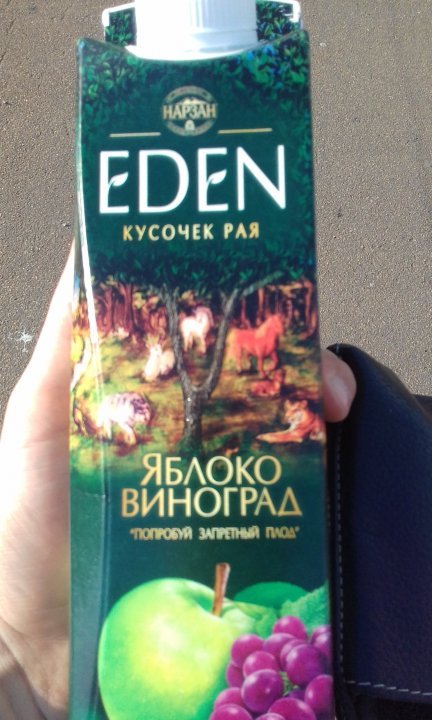 НАРЗАН
EDEN
КУСОЧЕК РАЯ
ЯБЛОКО
ВИНОГРАД
"ПОПРОБУЙ ЗАПРЕТНЫЙ ПЛОД"